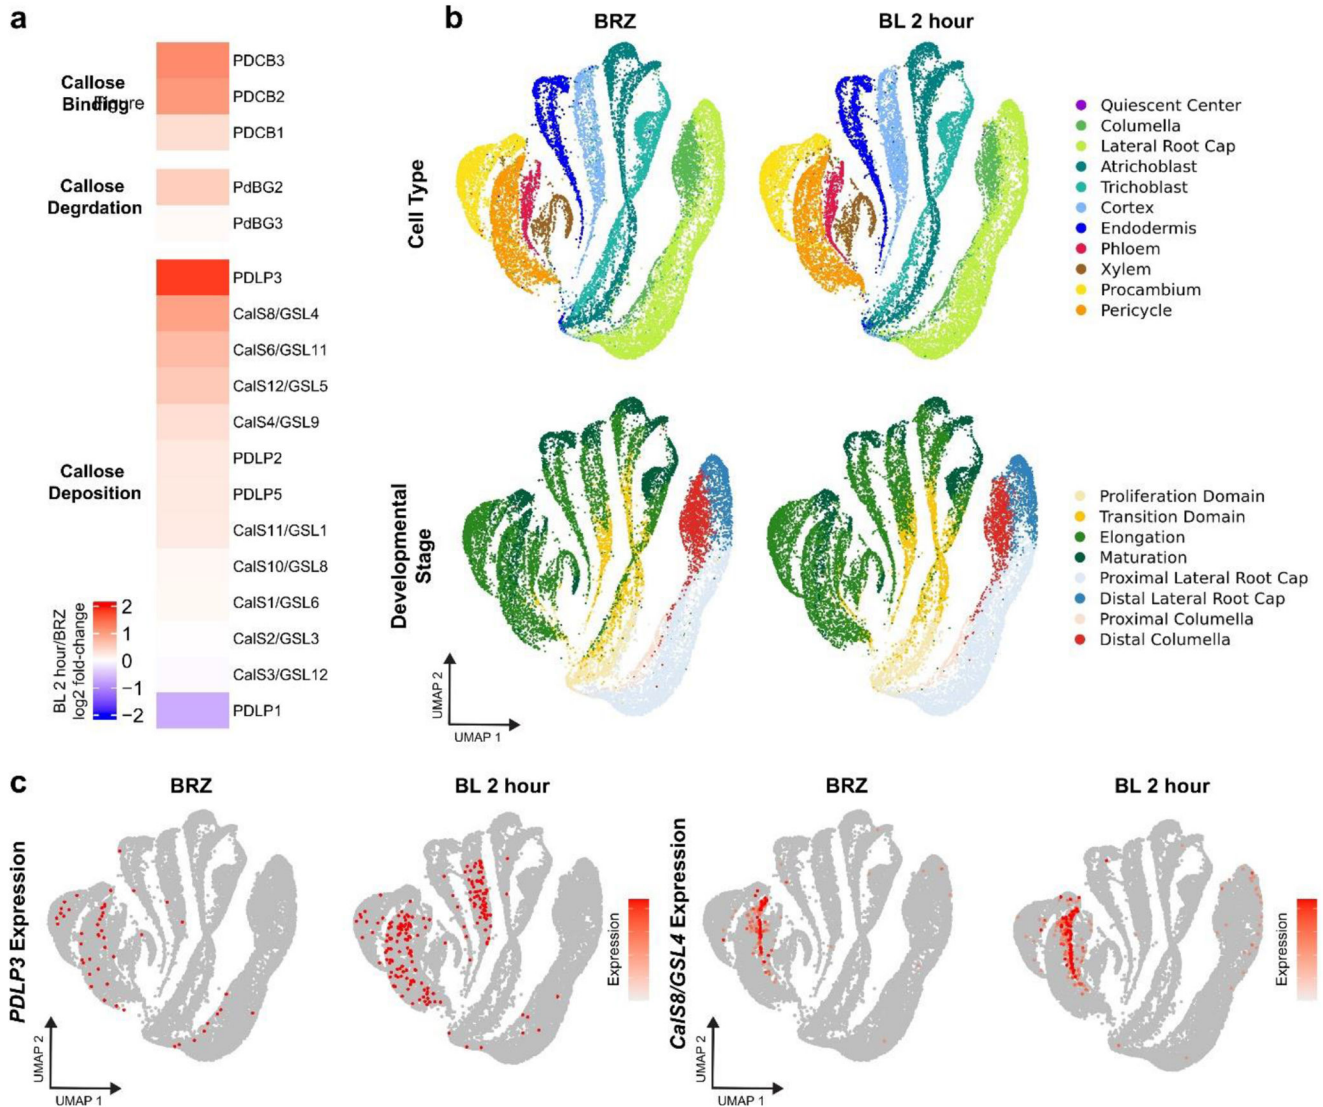 a
Callose
Binding
Figure
PDCB3
PDCB2
PDCB1
Callose
Degrdation
PdBG2
PdBG3
Callose
Deposition
PDLP3
CalS8/GSL4
CalS6/GSL11
CalS12/GSL5
CalS4/GSL9
PDLP2
PDLP5
CalS11/GSL1
CalS10/GSL8
CalS1/GSL6
CalS2/GSL3
CalS3/GSL12
PDLP1
BL 2 hour/BRZ
log2 fold-change
2
1
0
−1
−2
b
BRZ
BL 2 hour
Cell Type
Quiescent Center
Columella
Lateral Root Cap
Atrichoblast
Trichoblast
Cortex
Endodermis
Phloem
Xylem
Procambium
Pericycle
Developmental
Stage
Proliferation Domain
Transition Domain
Elongation
Maturation
Proximal Lateral Root Cap
Distal Lateral Root Cap
Proximal Columella
Distal Columella
UMAP 2
UMAP 1
c
BRZ
BL 2 hour
PDLP3 Expression
Expression
UMAP 2
UMAP 1
BRZ
BL 2 hour
CalS8/GSL4 Expression
Expression
UMAP 2
UMAP 1